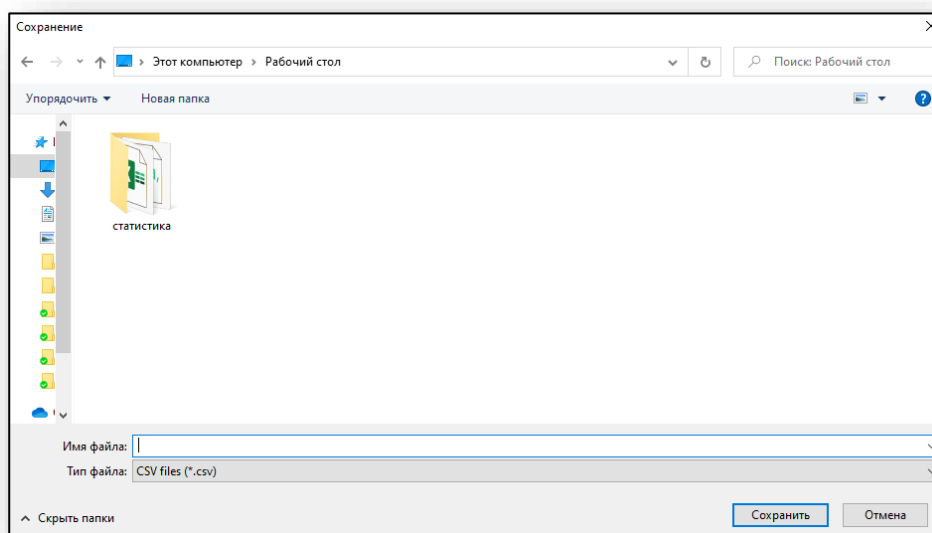 Сохранение
Этот компьютер › Рабочий стол
Поиск: Рабочий стол
Упорядочить
Новая папка
статистика
Имя файла:
Тип файла: CSV files (*.csv)
Скрыть папки
Сохранить
Отмена